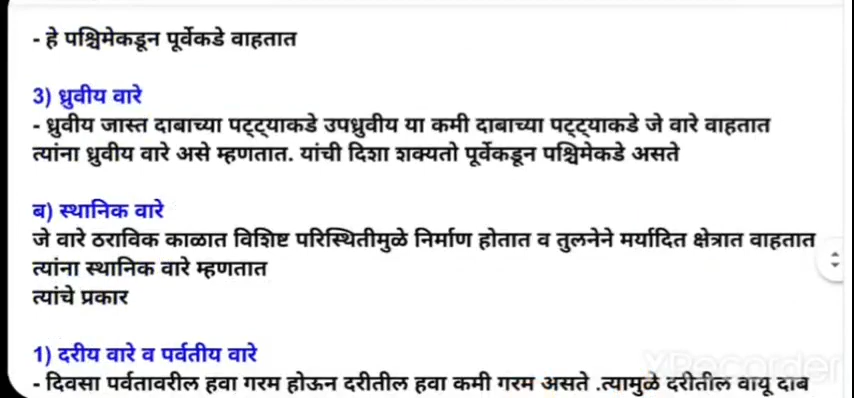 - हे पश्चिमेकडून पूर्वेकडे वाहतात
3) ध्रुवीय वारे
- ध्रुवीय जास्त दाबाच्या पट्ट्याकडे उपध्रुवीय या कमी दाबाच्या पट्ट्याकडे जे वारे वाहतात
त्यांना ध्रुवीय वारे असे म्हणतात. यांची दिशा शक्यतो पूर्वेकडून पश्चिमेकडे असते
ब) स्थानिक वारे
जे वारे ठराविक काळात विशिष्ट परिस्थितीमुळे निर्माण होतात व तुलनेने मर्यादित क्षेत्रात वाहतात
त्यांना स्थानिक वारे म्हणतात
त्यांचे प्रकार
1) दरीय वारे व पर्वतीय वारे
- दिवसा पर्वतावरील हवा गरम होऊन दरीतील हवा कमी गरम असते .त्यामुळे दरीतील वायू दाब
XRecorder